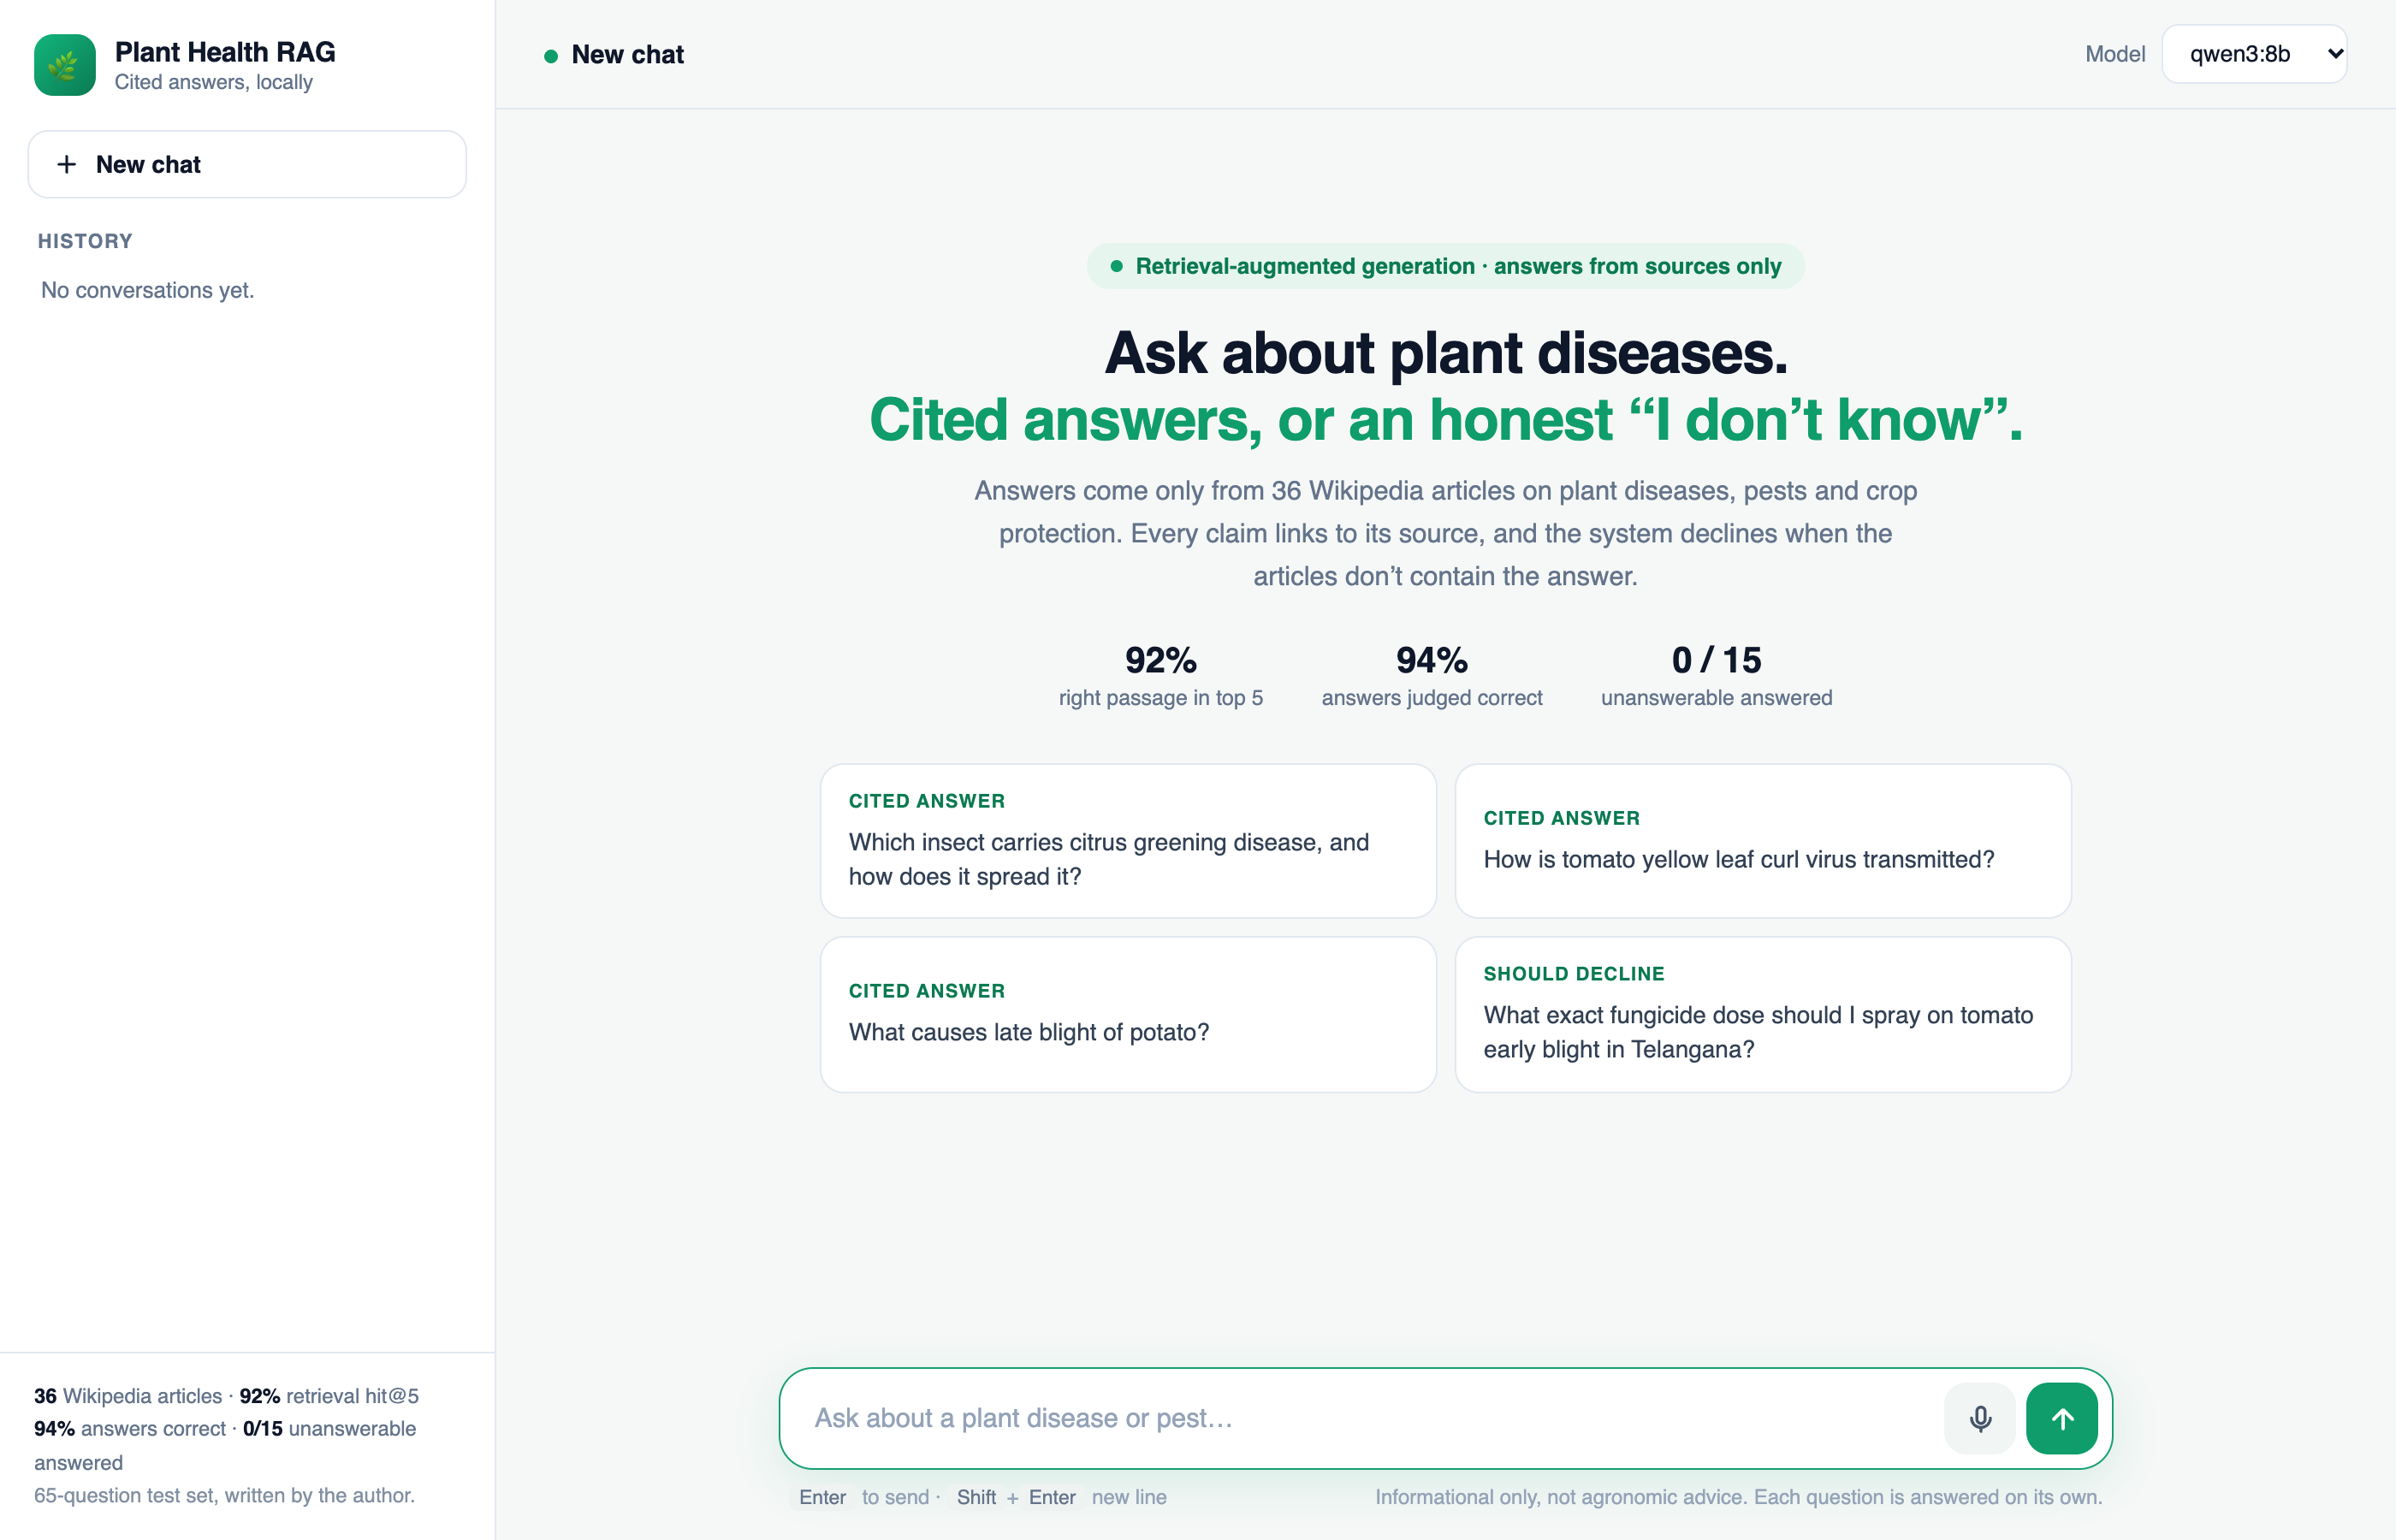 Plant Health RAG
Cited answers, locally
New chat
HISTORY
No conversations yet.
36 Wikipedia articles · 92% retrieval hit@5
94% answers correct · 0/15 unanswerable
answered
65-question test set, written by the author.
New chat
Model
qwen3:8b
Retrieval-augmented generation · answers from sources only
Ask about plant diseases.
Cited answers, or an honest “I don’t know”.
Answers come only from 36 Wikipedia articles on plant diseases, pests and crop
protection. Every claim links to its source, and the system declines when the
articles don’t contain the answer.
92%
right passage in top 5
94%
answers judged correct
0 / 15
unanswerable answered
CITED ANSWER
Which insect carries citrus greening disease, and
how does it spread it?
CITED ANSWER
How is tomato yellow leaf curl virus transmitted?
CITED ANSWER
What causes late blight of potato?
SHOULD DECLINE
What exact fungicide dose should I spray on tomato
early blight in Telangana?
Ask about a plant disease or pest…
Enter to send · Shift + Enter new line
Informational only, not agronomic advice. Each question is answered on its own.